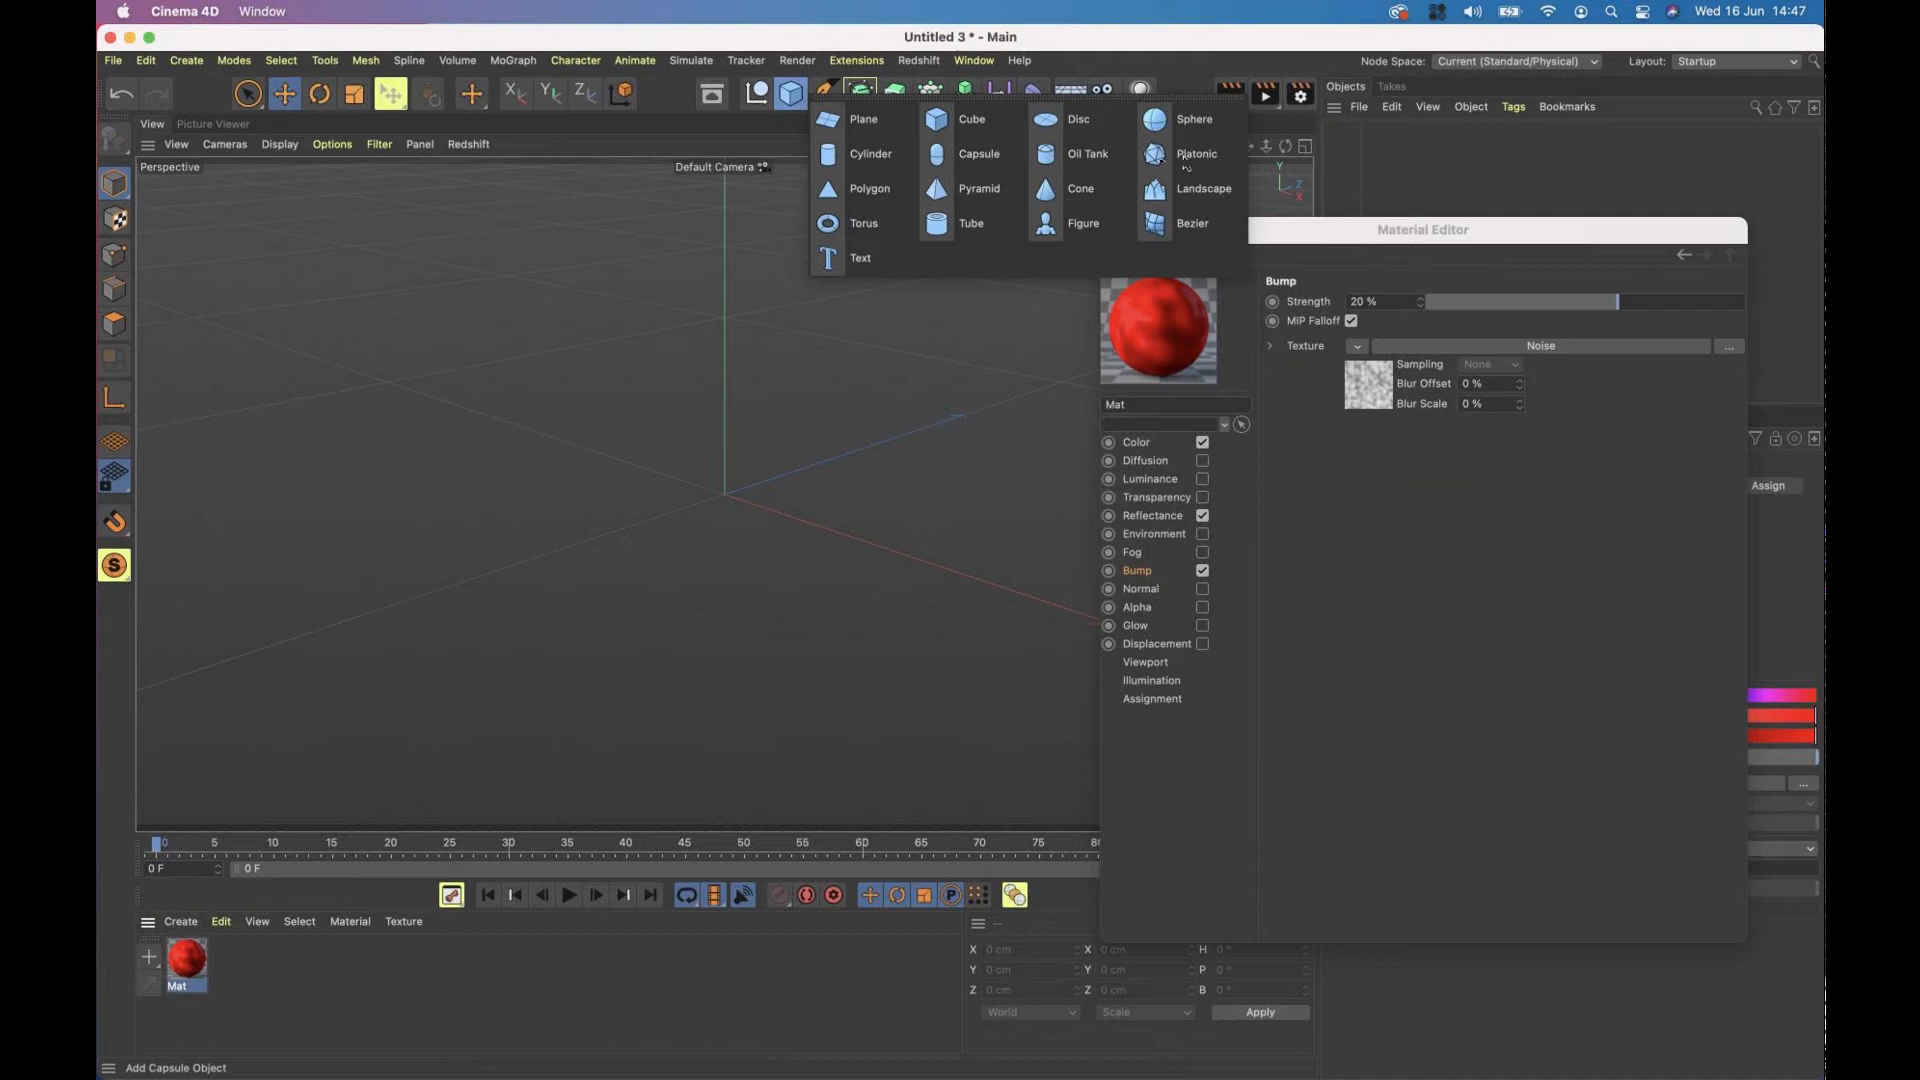 Cinema 4D Window Wed 16 Jun 14:47
Untitled 3 * - Main
File Edit Create Modes Select Tools Mesh Spline Volume MoGraph Character Animate Simulate Tracker Render Extensions Redshift Window Help Node Space: Current (Standard/Physical) Layout: Startup
Objects Takes
File Edit View Object Tags Bookmarks
View Picture Viewer
View Cameras Display Options Filter Panel Redshift
Perspective Default Camera
Plane Cube Disc Sphere
Cylinder Capsule Oil Tank Platonic
Polygon Pyramid Cone Landscape
Torus Tube Figure Bezier
Text
Y
Z
X
Material Editor
Bump
Strength 20 %
MIP Falloff
Texture Noise ...
Sampling None
Blur Offset 0 %
Blur Scale 0 %
Mat
Color
Diffusion
Luminance
Transparency
Reflectance
Environment
Fog
Bump
Normal
Alpha
Glow
Displacement
Viewport
Illumination
Assignment
Assign
...
0 5 10 15 20 25 30 35 40 45 50 55 60 65 70 75 80
0 F 0 F
Create Edit View Select Material Texture
--
Mat
X 0 cm X 0 cm H 0 °
Y 0 cm Y 0 cm P 0 °
Z 0 cm Z 0 cm B 0 °
World Scale Apply
Add Capsule Object